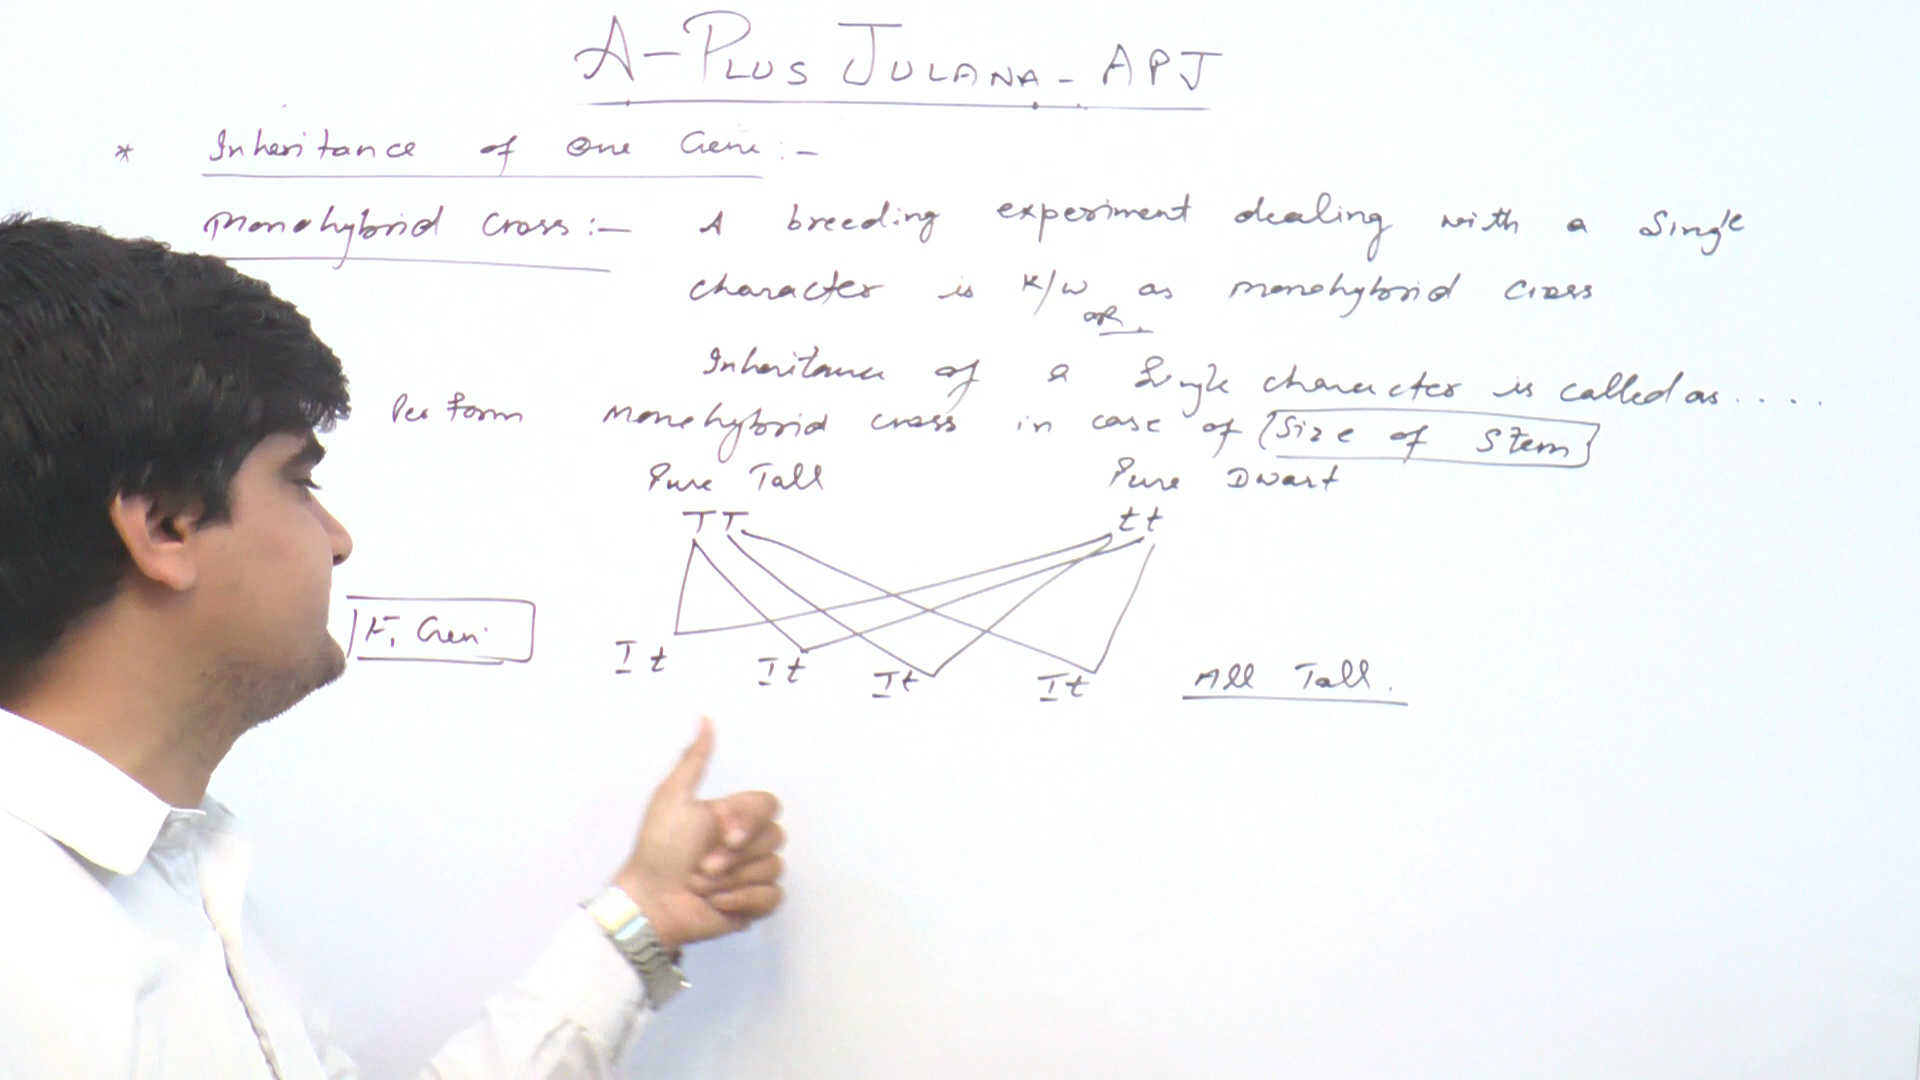 A-PLUS JULANA - APJ
* Inheritance of One Gene :-
Monohybrid Cross :- A breeding experiment dealing with a Single
character is K/w as monohybrid cross
OR
Inheritance of a Single character is called as.....
Perform monohybrid cross in case of {Size of Stem}
Pure Tall Pure Dwarf
TT tt
F1 Gen.
Tt Tt Tt Tt All Tall.